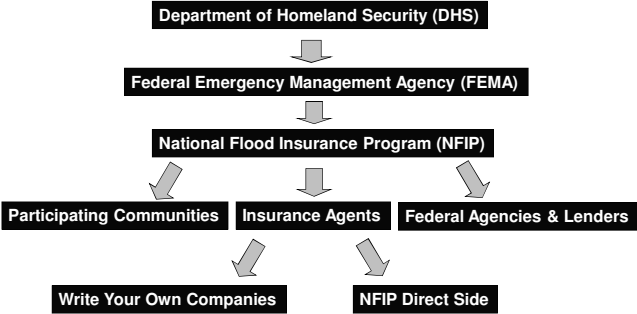 Department of Homeland Security (DHS)
Federal Emergency Management Agency (FEMA)
National Flood Insurance Program (NFIP)
Participating Communities
Insurance Agents
Federal Agencies & Lenders
Write Your Own Companies
NFIP Direct Side